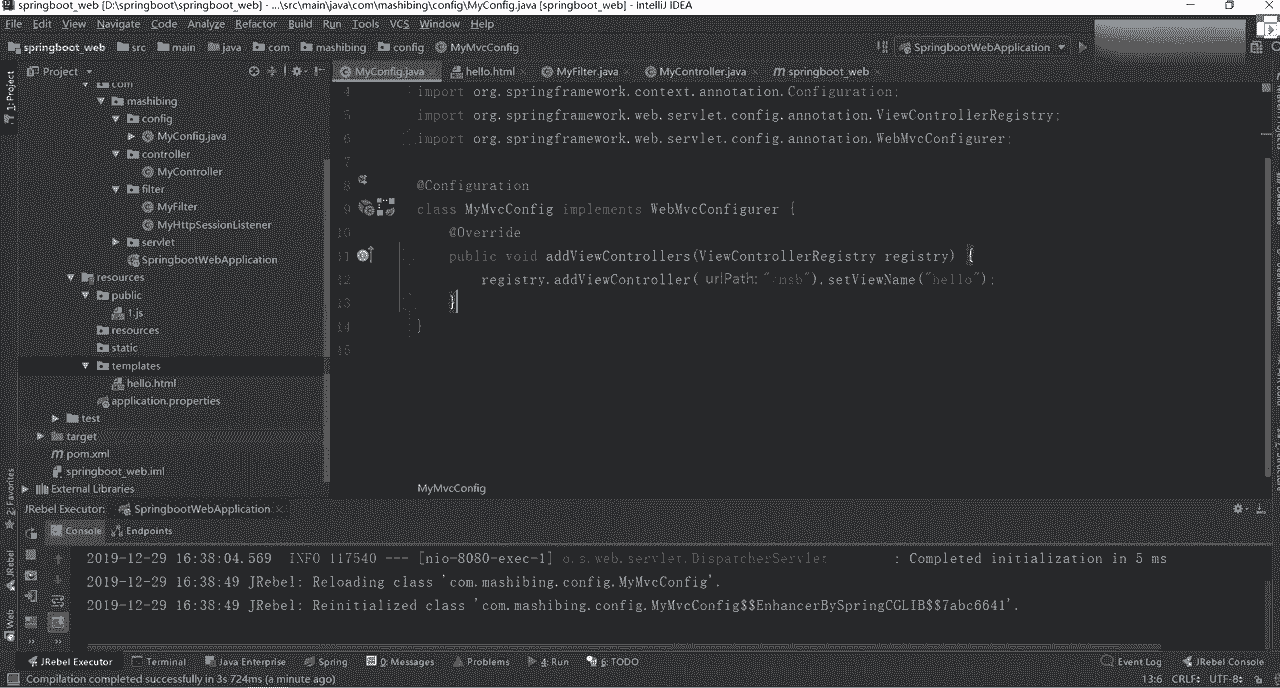 springboot_web [D:\springboot\springboot_web] - ...\src\main\java\com\mashibing\config\MyConfig.java [springboot_web] - IntelliJ IDEA
File Edit View Navigate Code Analyze Refactor Build Run Tools VCS Window Help
springboot_web src main java com mashibing config MyMvcConfig SpringbootWebApplication
1: Project
Project
MyConfig.java hello.html MyFilter.java MyController.java springboot_web
com
mashibing
config
MyConfig.java
controller
MyController
filter
MyFilter
MyHttpSessionListener
servlet
SpringbootWebApplication
resources
public
1.js
resources
static
templates
hello.html
application.properties
test
target
pom.xml
springboot_web.iml
External Libraries
4 import org.springframework.context.annotation.Configuration;
5 import org.springframework.web.servlet.config.annotation.ViewControllerRegistry;
6 import org.springframework.web.servlet.config.annotation.WebMvcConfigurer;
7
8 @Configuration
9 class MyMvcConfig implements WebMvcConfigurer {
10 @Override
11 public void addViewControllers(ViewControllerRegistry registry) {
12 registry.addViewController( urlPath: "/msb").setViewName("hello");
13 }
14 }
15
MyMvcConfig
2: Favorites
JRebel
Web
JRebel Executor: SpringbootWebApplication
Console Endpoints
2019-12-29 16:38:04.569 INFO 117540 --- [nio-8080-exec-1] o.s.web.servlet.DispatcherServlet : Completed initialization in 5 ms
2019-12-29 16:38:49 JRebel: Reloading class 'com.mashibing.config.MyMvcConfig'.
2019-12-29 16:38:49 JRebel: Reinitialized class 'com.mashibing.config.MyMvcConfig$$EnhancerBySpringCGLIB$$7abc6641'.
JRebel Executor Terminal Java Enterprise Spring 0: Messages Problems 4: Run 6: TODO Event Log JRebel Console
Compilation completed successfully in 3s 724ms (a minute ago) 13:6 CRLF UTF-8